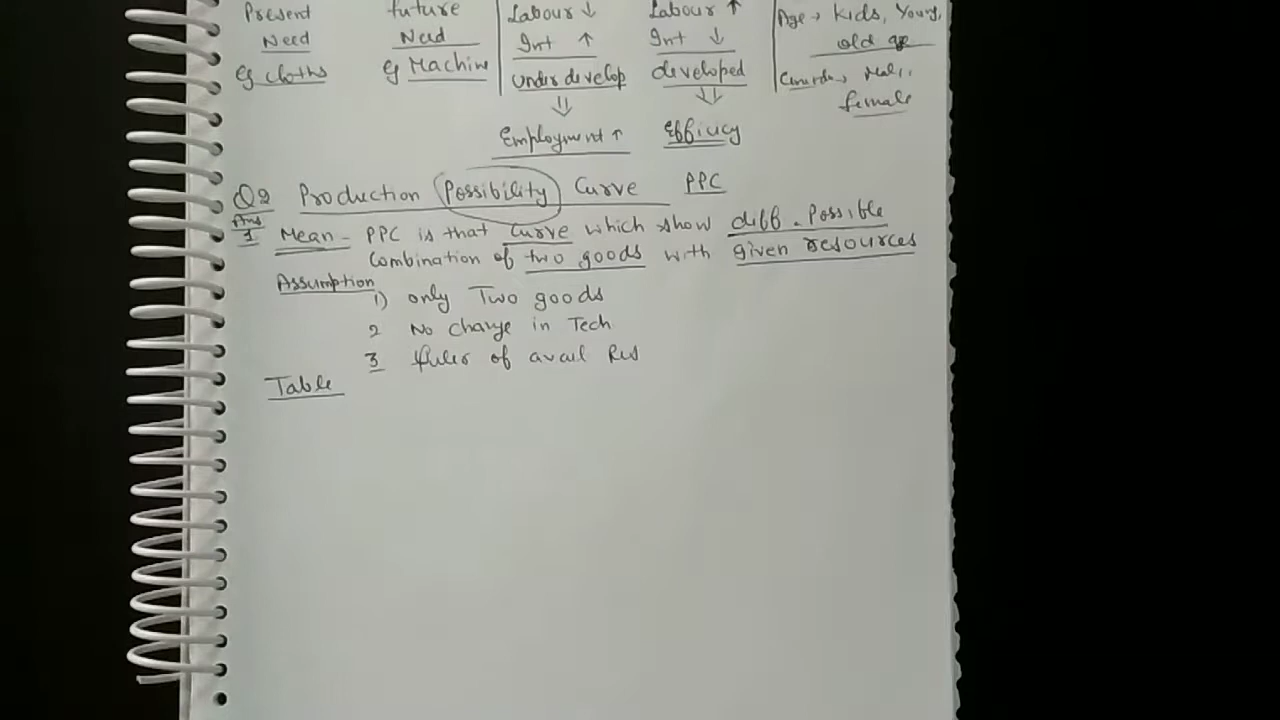 Present future Labour ↓ Labour ↑ Age → Kids, Young,
Need Need Int ↑ Int ↓ old age
Eg Cloths Eg Machine Under develop developed Male,
⇓ ⇓ female
Employment ↑ Efficiency
Q2 Production Possibility Curve PPC
Ans
1 Mean - PPC is that Curve which show diff. Possible
Combination of two goods with given resources
Assumption
1) only Two goods
2 No change in Tech
3 of avail Res
Table